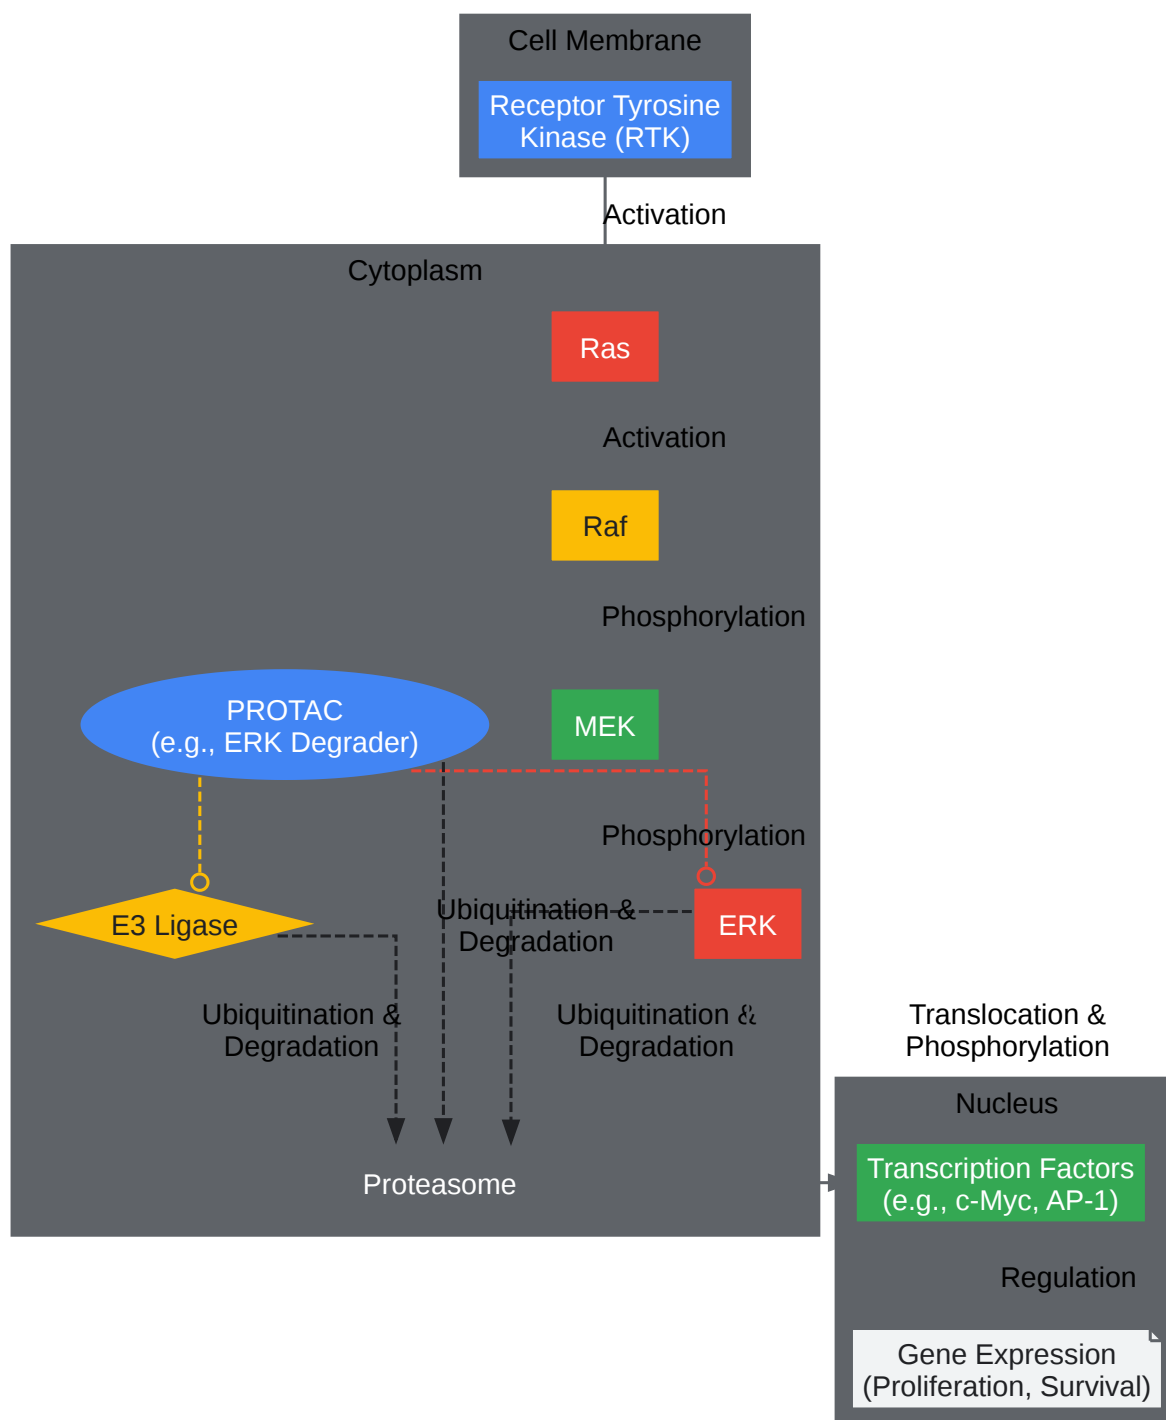 Cell Membrane
Receptor Tyrosine
Kinase (RTK)
Activation
Cytoplasm
Ras
Activation
Raf
Phosphorylation
PROTAC
(e.g., ERK Degrader)
MEK
Phosphorylation
E3 Ligase
Ubiquitination &
Degradation
ERK
Ubiquitination &
Degradation
Ubiquitination &
Degradation
Translocation &
Phosphorylation
Proteasome
Nucleus
Transcription Factors
(e.g., c-Myc, AP-1)
Regulation
Gene Expression
(Proliferation, Survival)